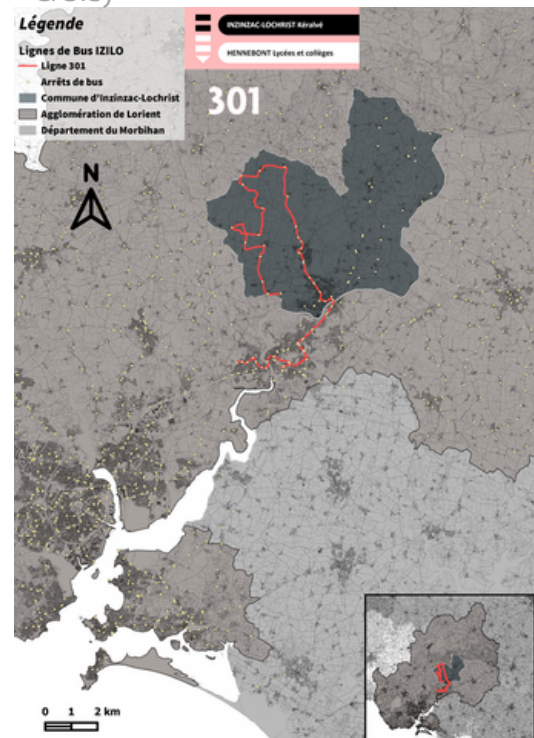 Légende
Lignes de Bus IZILO
Ligne 301
Arrêts de bus
Commune d'Inzinzac-Lochrist
Agglomération de Lorient
Département du Morbihan
INZINZAC-LOCHRIST Kéralvé
HENNEBONT Lycées et collèges
301
N
0 1 2 km